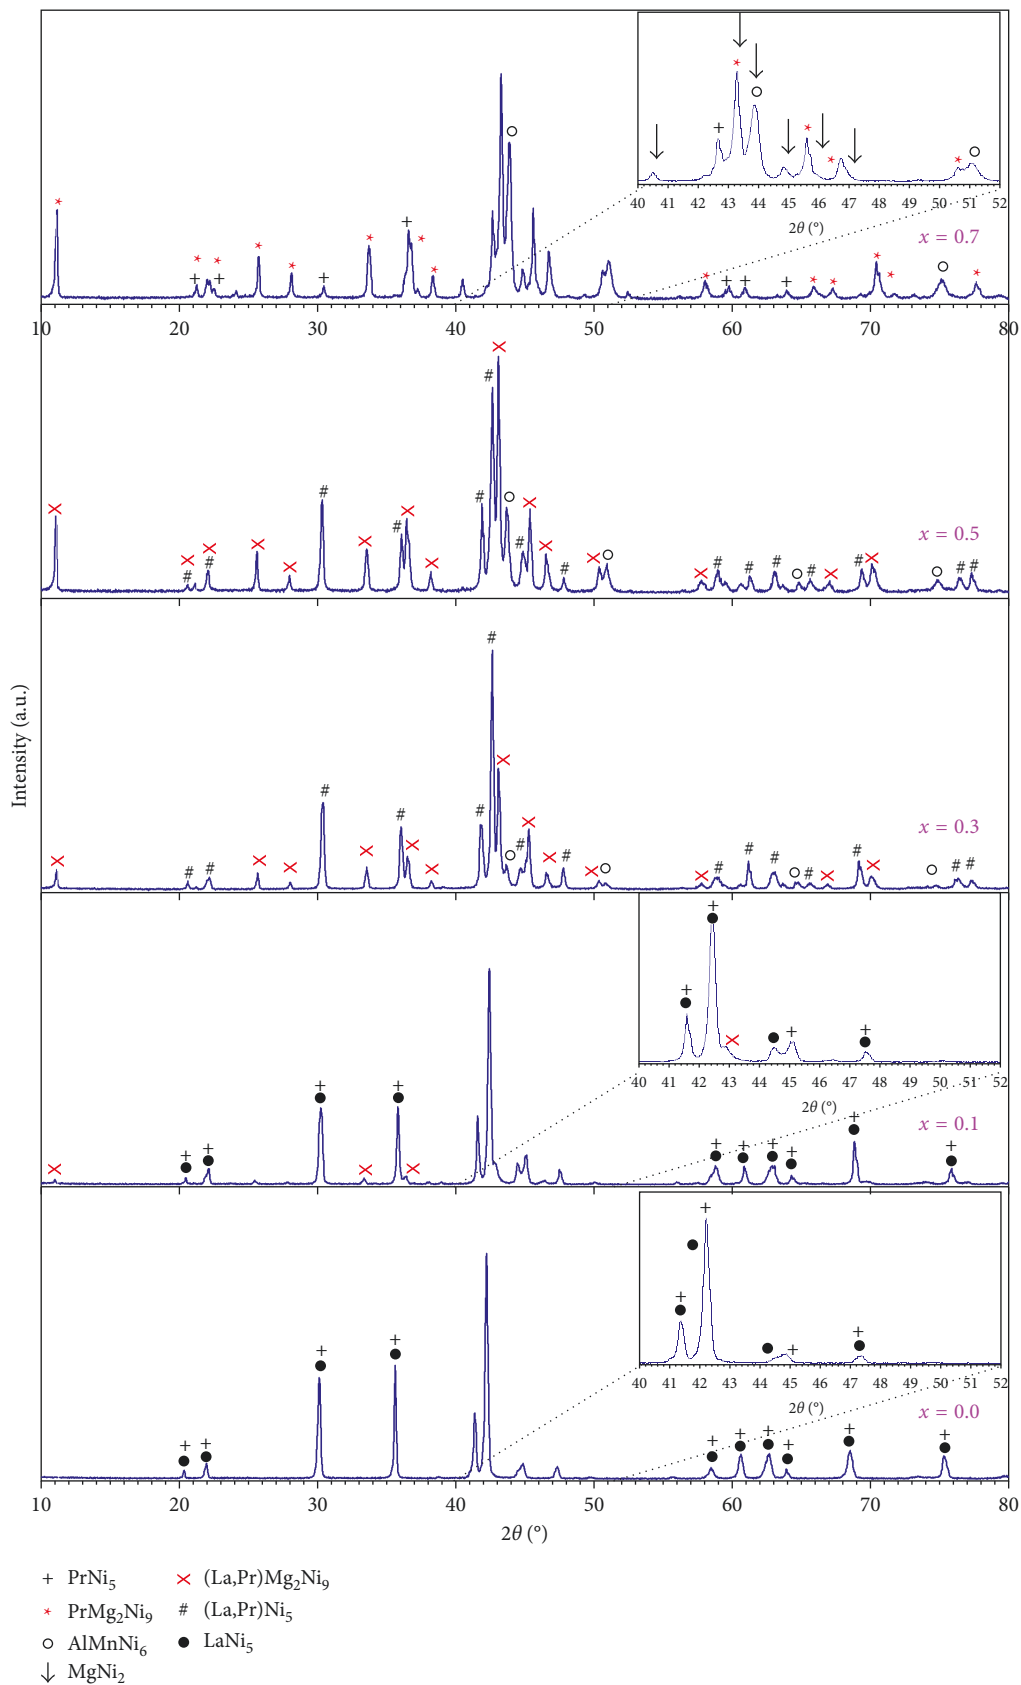 40 41 42 43 44 45 46 47 48 49 50 51 52
2θ (°)
x = 0.7
10 20 30 40 50 60 70 80
x = 0.5
Intensity (a.u.)
x = 0.3
40 41 42 43 44 45 46 47 48 49 50 51 52
2θ (°)
x = 0.1
40 41 42 43 44 45 46 47 48 49 50 51 52
2θ (°)
x = 0.0
10 20 30 40 50 60 70 80
2θ (°)
+ PrNi5 × (La,Pr)Mg2Ni9
* PrMg2Ni9 # (La,Pr)Ni5
○ AlMnNi6 ● LaNi5
↓ MgNi2